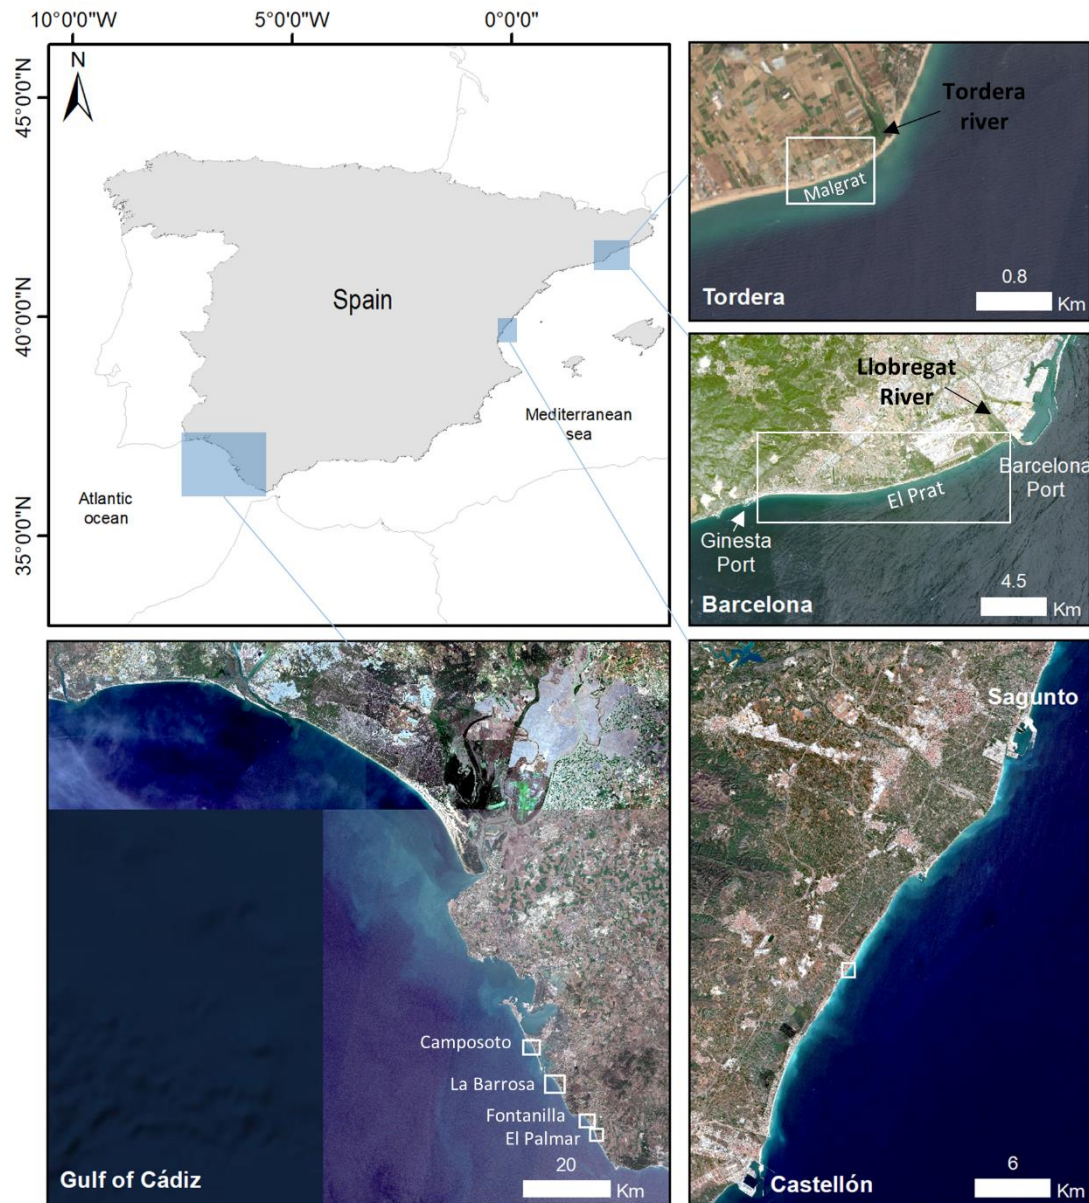 10°0'0"W
5°0'0"W
0°0'0"
45°0'0"N
40°0'0"N
35°0'0"N
N
Spain
Mediterranean
sea
Atlantic
ocean
Tordera
river
Malgrat
0.8
Km
Tordera
Llobregat
River
El Prat
Barcelona
Port
Ginesta
Port
4.5
Km
Barcelona
Camposoto
La Barrosa
Fontanilla
El Palmar
20
Km
Gulf of Cádiz
Sagunto
6
Km
Castellón